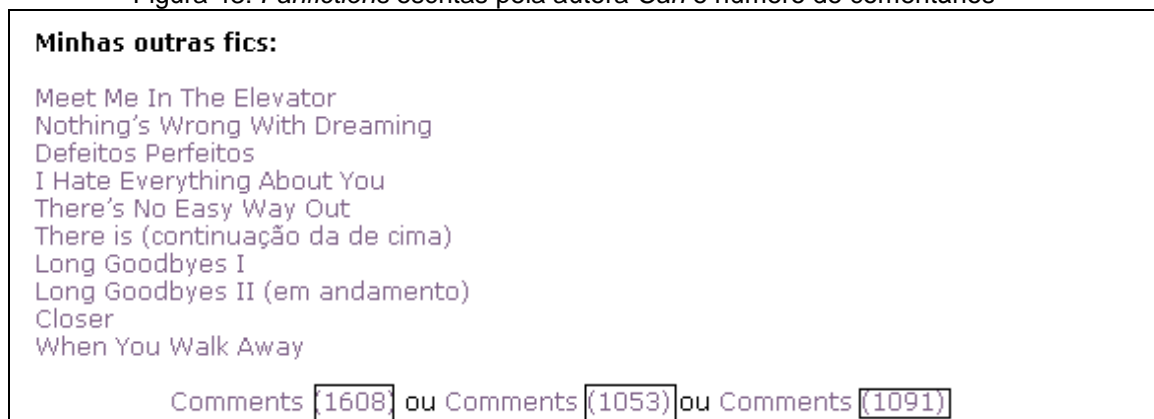 Minhas outras fics:
Meet Me In The Elevator
Nothing's Wrong With Dreaming
Defeitos Perfeitos
I Hate Everything About You
There's No Easy Way Out
There is (continuação da de cima)
Long Goodbyes I
Long Goodbyes II (em andamento)
Closer
When You Walk Away
Comments (1608) ou Comments (1053) ou Comments (1091)